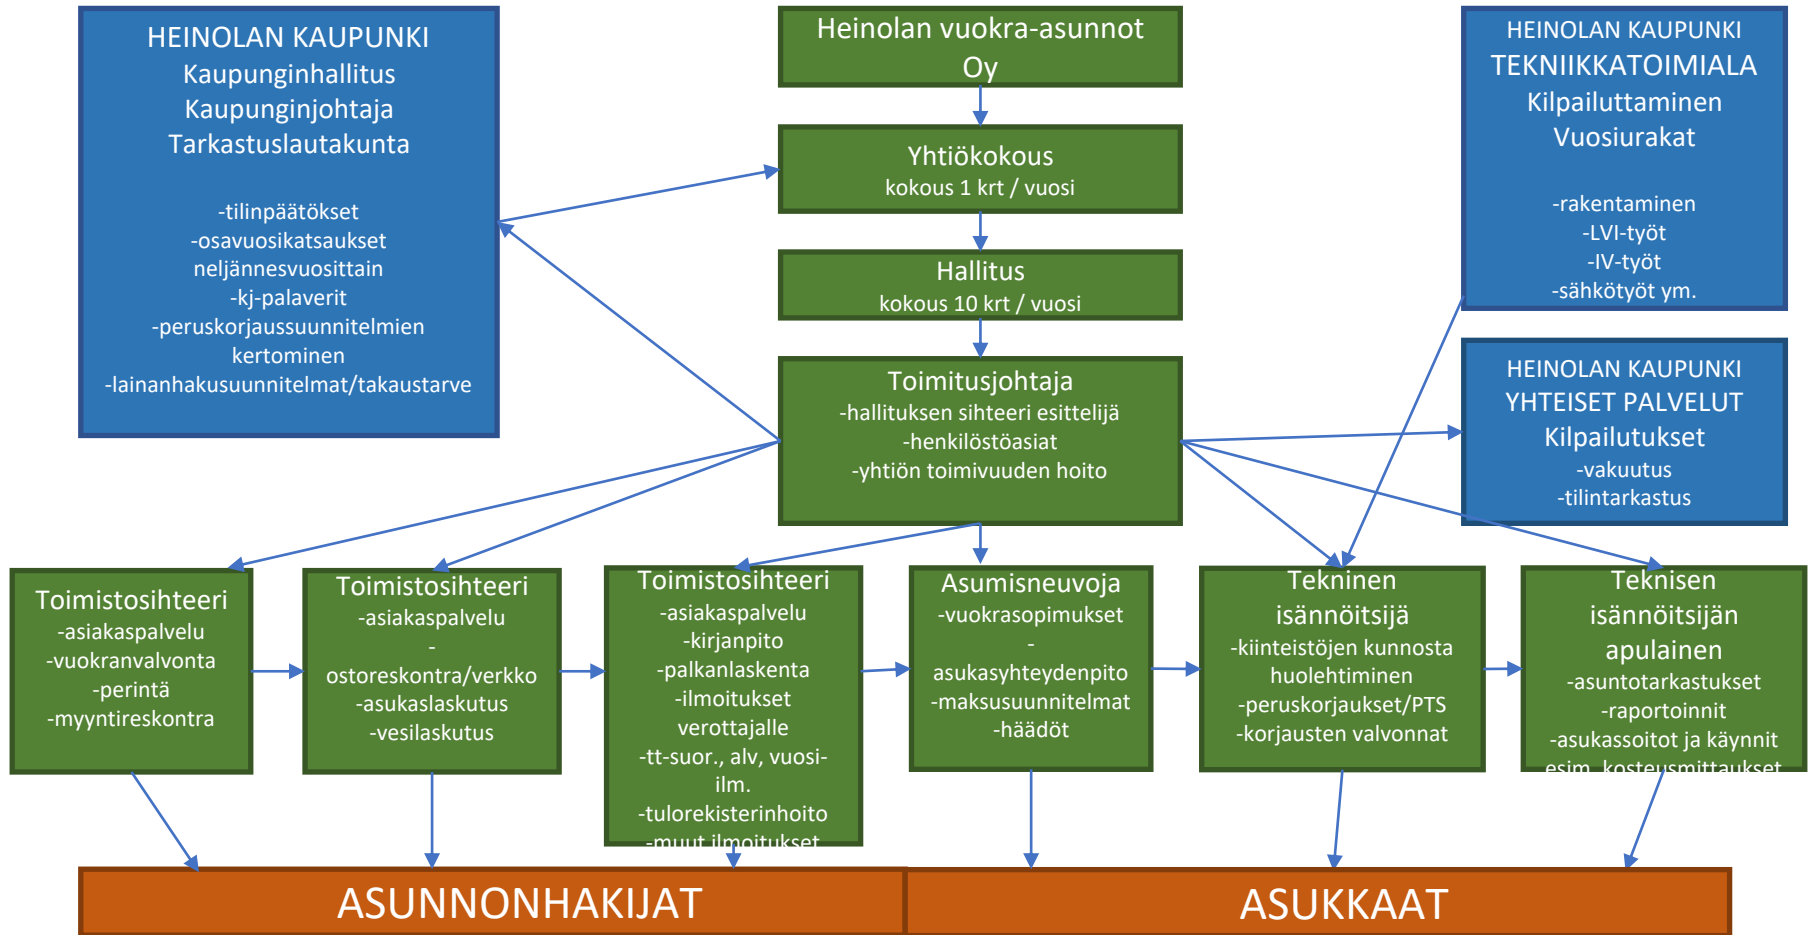 HEINOLAN KAUPUNKI
Kaupunginhallitus
Kaupunginjohtaja
Tarkastuslautakunta
-tilinpäätökset
-osavuosikatsaukset
neljännesvuosittain
-kj-palaverit
-peruskorjaussuunnitelmien
kertominen
-lainanhakusuunnitelmat/takaustarve
Heinolan vuokra-asunnot
Oy
Yhtiökokous
kokous 1 krt / vuosi
Hallitus
kokous 10 krt / vuosi
Toimitusjohtaja
-hallituksen sihteeri esittelijä
-henkilöstöasiat
-yhtiön toimivuuden hoito
HEINOLAN KAUPUNKI
TEKNIIKKATOIMIALA
Kilpailuttaminen
Vuosiurakat
-rakentaminen
-LVI-työt
-IV-työt
-sähkötyöt ym.
HEINOLAN KAUPUNKI
YHTEISET PALVELUT
Kilpailutukset
-vakuutus
-tilintarkastus
Toimistosihteeri
-asiakaspalvelu
-vuokranvalvonta
-perintä
-myyntireskontra
Toimistosihteeri
-asiakaspalvelu
-
ostoreskontra/verkko
-asukaslaskutus
-vesilaskutus
Toimistosihteeri
-asiakaspalvelu
-kirjanpito
-palkanlaskenta
-ilmoitukset
verottajalle
-tt-suor., alv, vuosi-
ilm.
-tulorekisterinhoito
-muut ilmoitukset
Asumisneuvoja
-vuokrasopimukset
-
asukasyhteydenpito
-maksusuunnitelmat
-häädöt
Tekninen
isännöitsijä
-kiinteistöjen kunnosta
huolehtiminen
-peruskorjaukset/PTS
-korjausten valvonnat
Teknisen
isännöitsijän
apulainen
-asuntotarkastukset
-raportoinnit
-asukassoitot ja käynnit
esim. kosteusmittaukset
ASUNNONHAKIJAT
ASUKKAAT